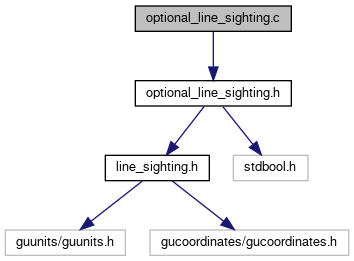 optional_line_sighting.c
optional_line_sighting.h
line_sighting.h
stdbool.h
guunits/guunits.h
gucoordinates/gucoordinates.h